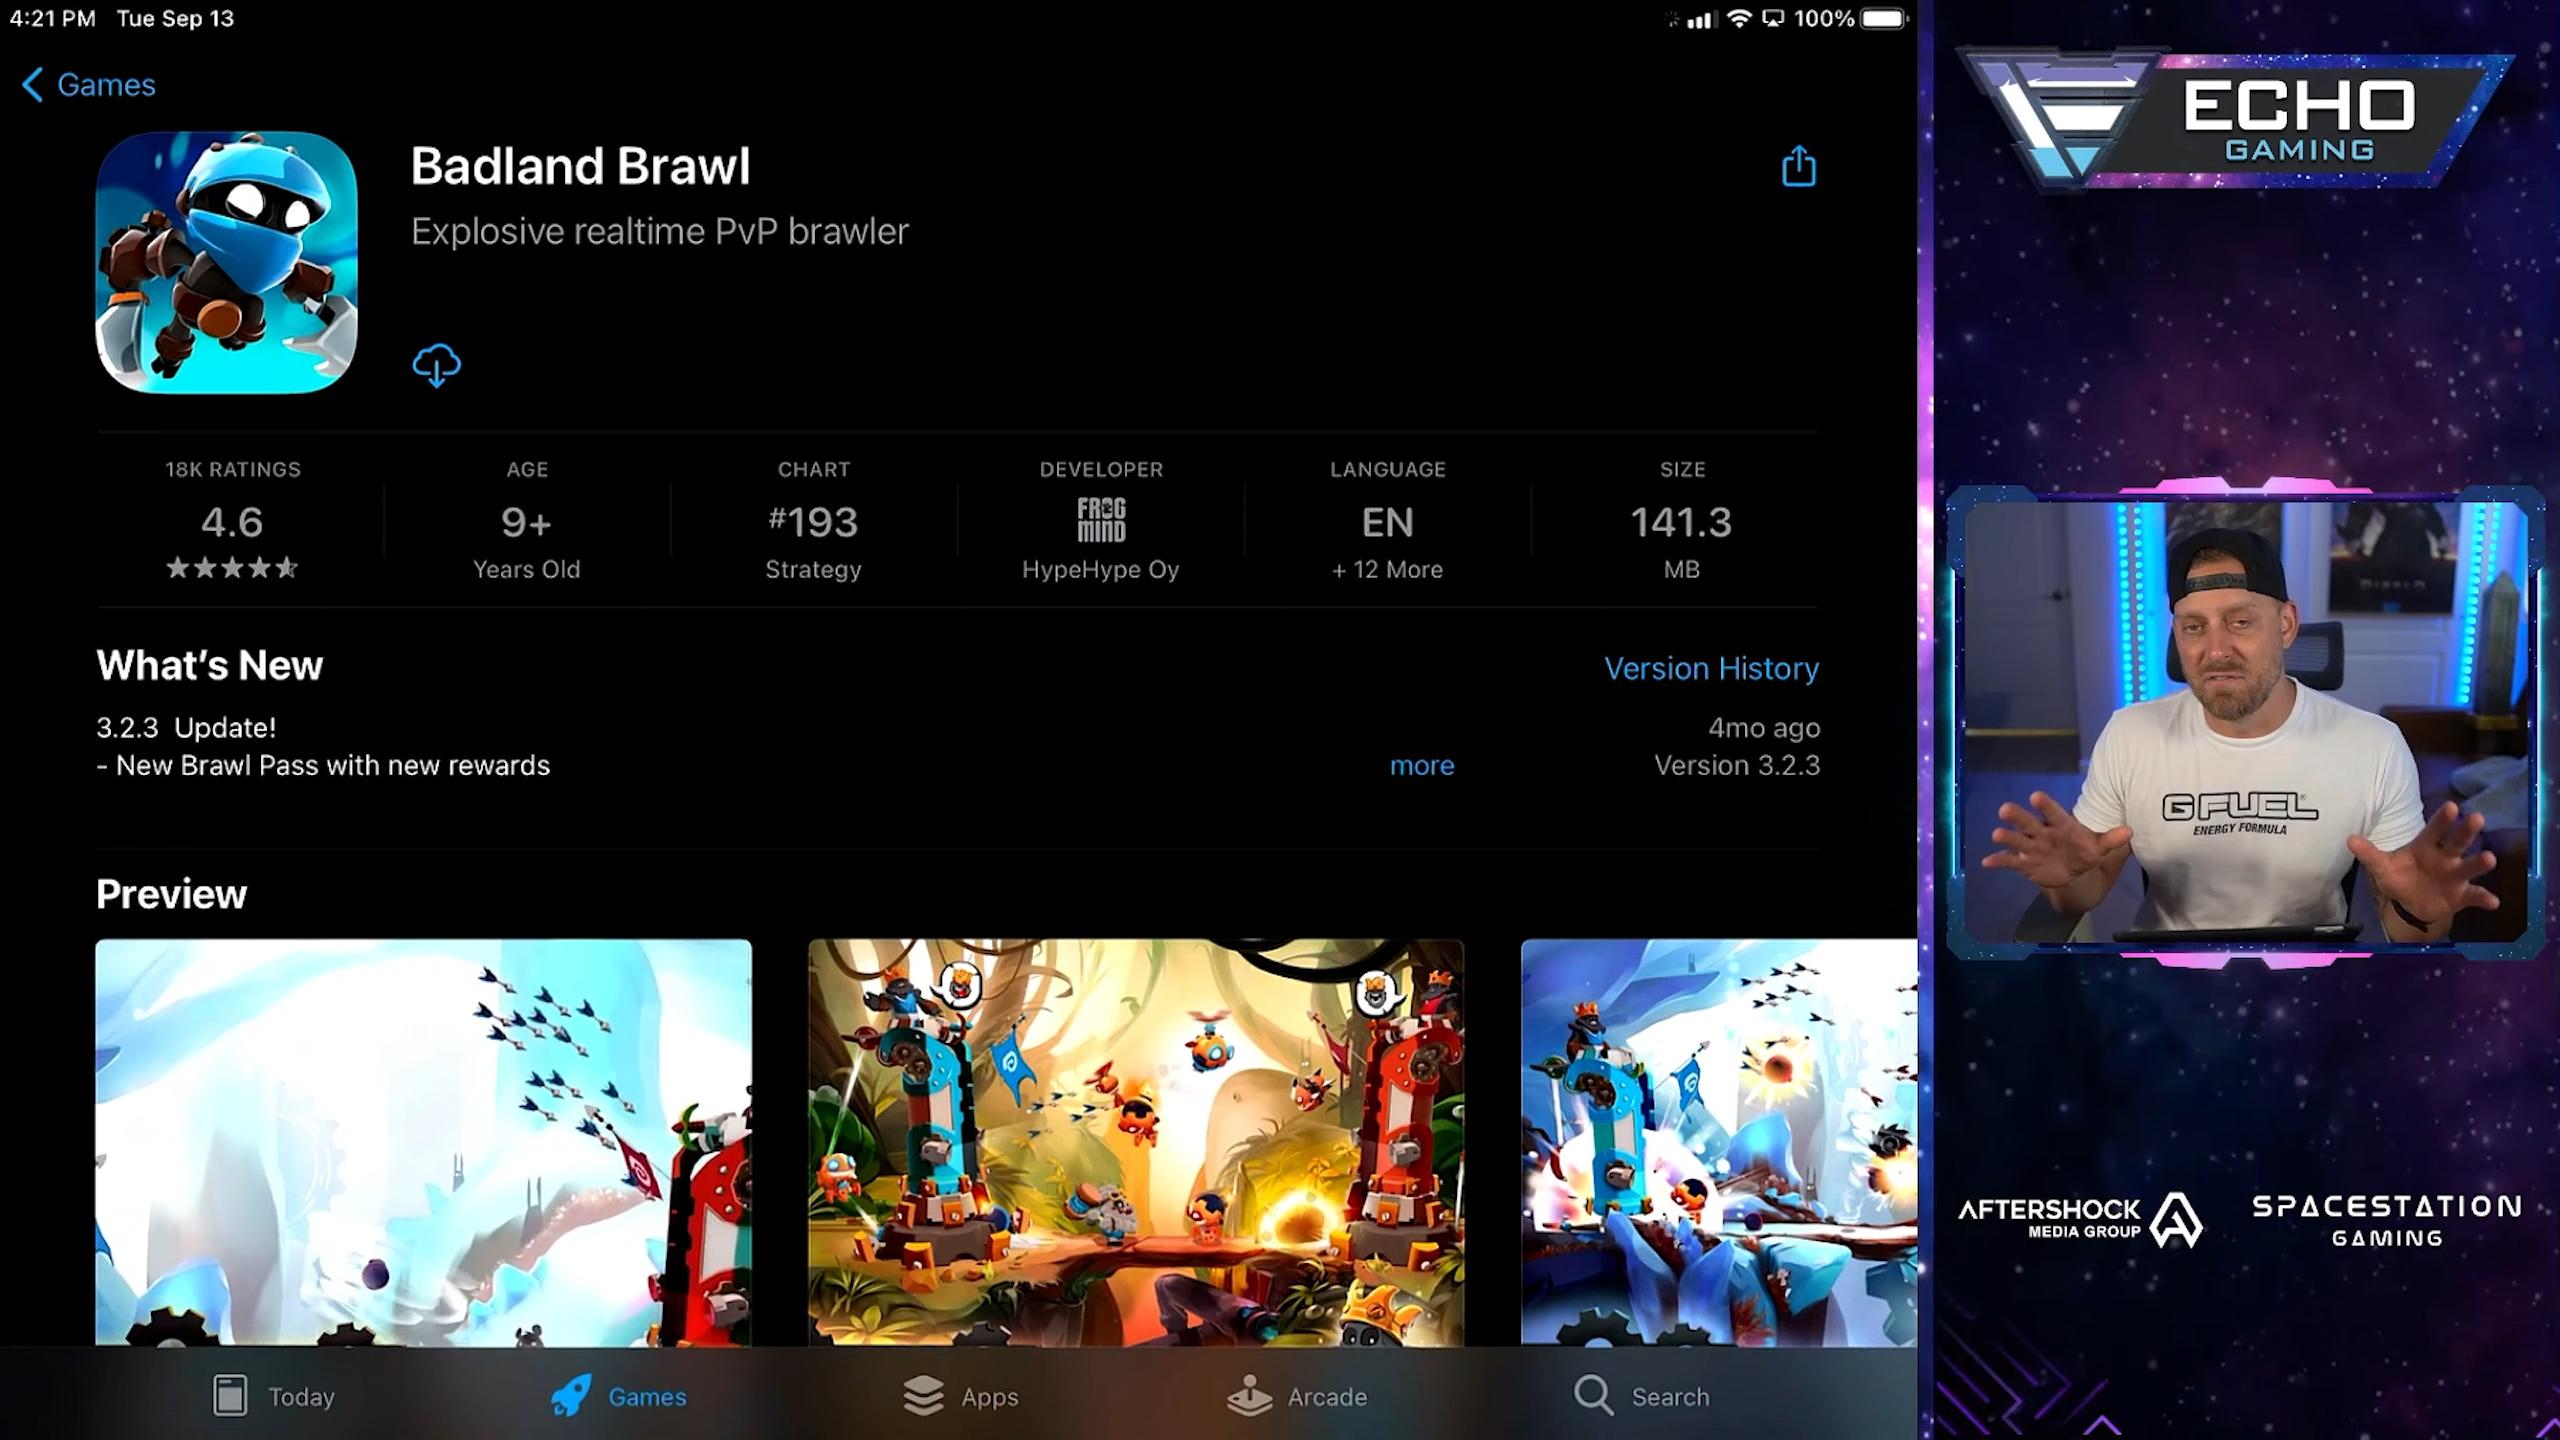 4:21 PM Tue Sep 13
100%
Games
Badland Brawl
Explosive realtime PvP brawler
18K RATINGS
4.6
AGE
9+
Years Old
CHART
#193
Strategy
DEVELOPER
FROG
MIND
HypeHype Oy
LANGUAGE
EN
+ 12 More
SIZE
141.3
MB
What's New
Version History
3.2.3 Update!
4mo ago
- New Brawl Pass with new rewards
more
Version 3.2.3
Preview
Today
Games
Apps
Arcade
Search
ECHO
GAMING
DIABLO
G FUEL®
ENERGY FORMULA
AFTERSHOCK
MEDIA GROUP
SPACESTATION
GAMING